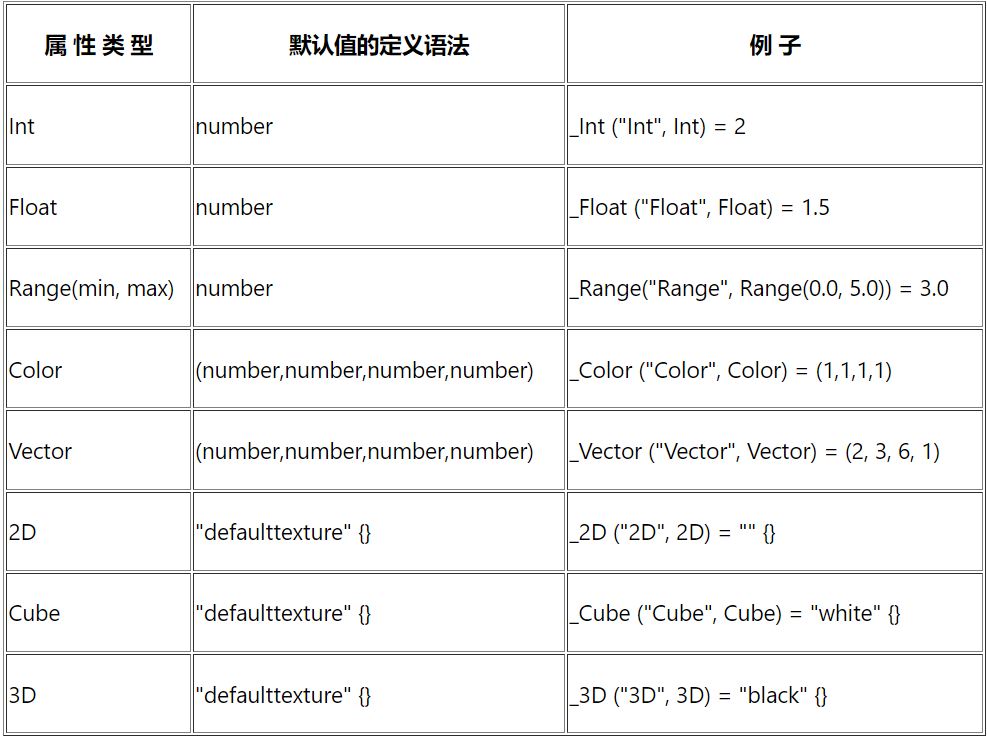 属 性 类 型 默认值的定义语法 例 子
Int number _Int ("Int", Int) = 2
Float number _Float ("Float", Float) = 1.5
Range(min, max) number _Range("Range", Range(0.0, 5.0)) = 3.0
Color (number,number,number,number) _Color ("Color", Color) = (1,1,1,1)
Vector (number,number,number,number) _Vector ("Vector", Vector) = (2, 3, 6, 1)
2D "defaulttexture" {} _2D ("2D", 2D) = "" {}
Cube "defaulttexture" {} _Cube ("Cube", Cube) = "white" {}
3D "defaulttexture" {} _3D ("3D", 3D) = "black" {}